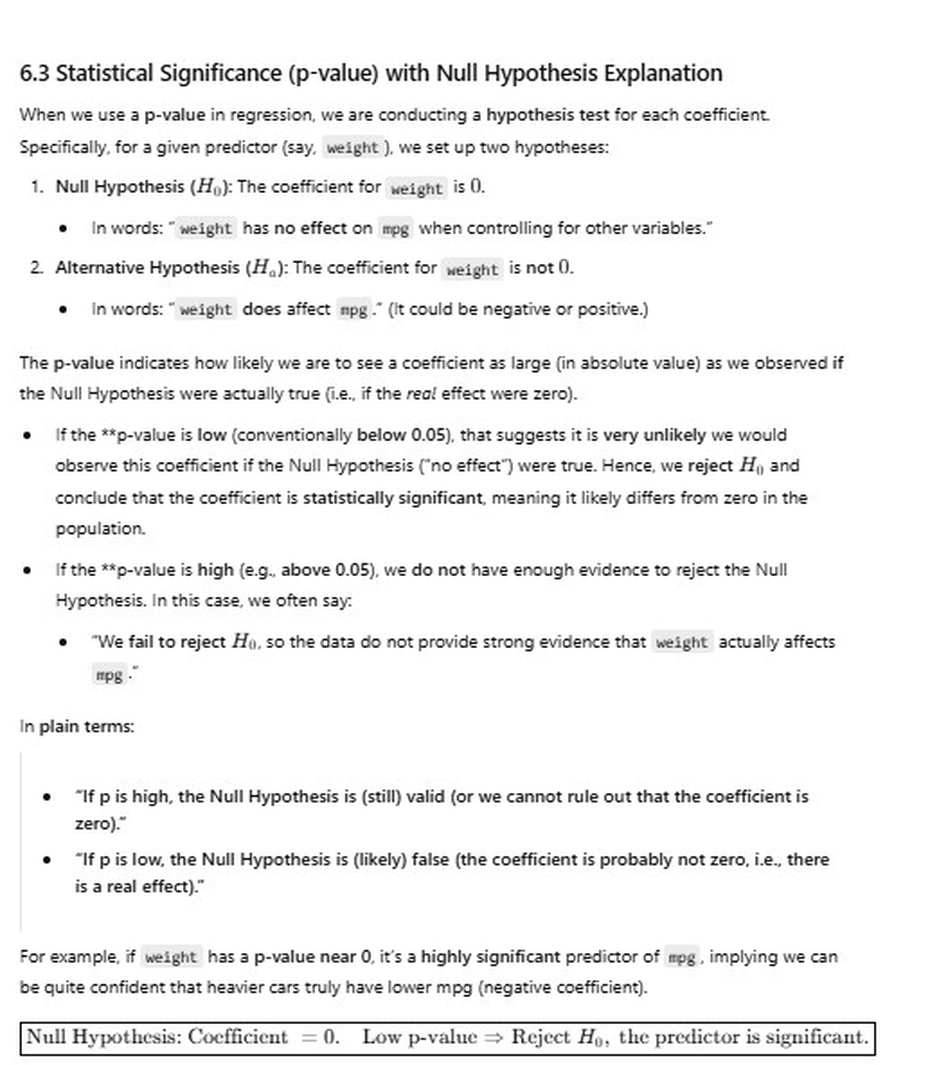 6.3 Statistical Significance (p-value) with Null Hypothesis Explanation
When we use a p-value in regression, we are conducting a hypothesis test for each coefficient.
Specifically, for a given predictor (say, weight ), we set up two hypotheses:
1. Null Hypothesis (H₀): The coefficient for weight is 0.
• In words: "weight has no effect on mpg when controlling for other variables."
2. Alternative Hypothesis (Hₐ): The coefficient for weight is not 0.
• In words: "weight does affect mpg." (It could be negative or positive.)
The p-value indicates how likely we are to see a coefficient as large (in absolute value) as we observed if
the Null Hypothesis were actually true (i.e., if the real effect were zero).
• If the **p-value is low (conventionally below 0.05), that suggests it is very unlikely we would
observe this coefficient if the Null Hypothesis ("no effect") were true. Hence, we reject H₀ and
conclude that the coefficient is statistically significant, meaning it likely differs from zero in the
population.
• If the **p-value is high (e.g., above 0.05), we do not have enough evidence to reject the Null
Hypothesis. In this case, we often say:
• "We fail to reject H₀, so the data do not provide strong evidence that weight actually affects
mpg."
In plain terms:
• "If p is high, the Null Hypothesis is (still) valid (or we cannot rule out that the coefficient is
zero)."
• "If p is low, the Null Hypothesis is (likely) false (the coefficient is probably not zero, i.e., there
is a real effect)."
For example, if weight has a p-value near 0, it's a highly significant predictor of mpg, implying we can
be quite confident that heavier cars truly have lower mpg (negative coefficient).
Null Hypothesis: Coefficient = 0. Low p-value ⇒ Reject H₀, the predictor is significant.